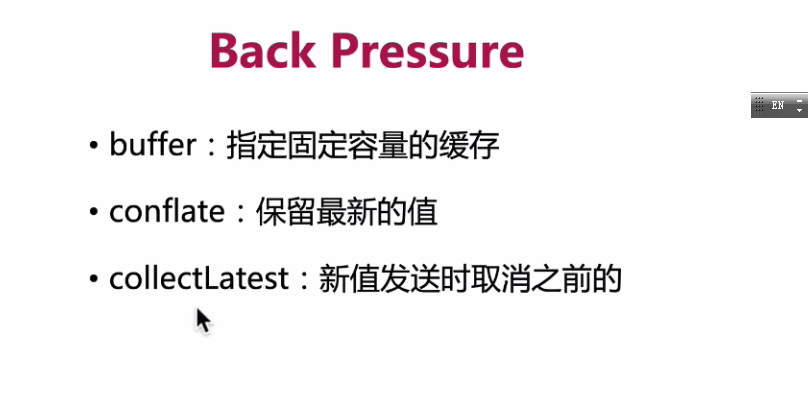 Back Pressure
EN
• buffer：指定固定容量的缓存
• conflate：保留最新的值
• collectLatest：新值发送时取消之前的